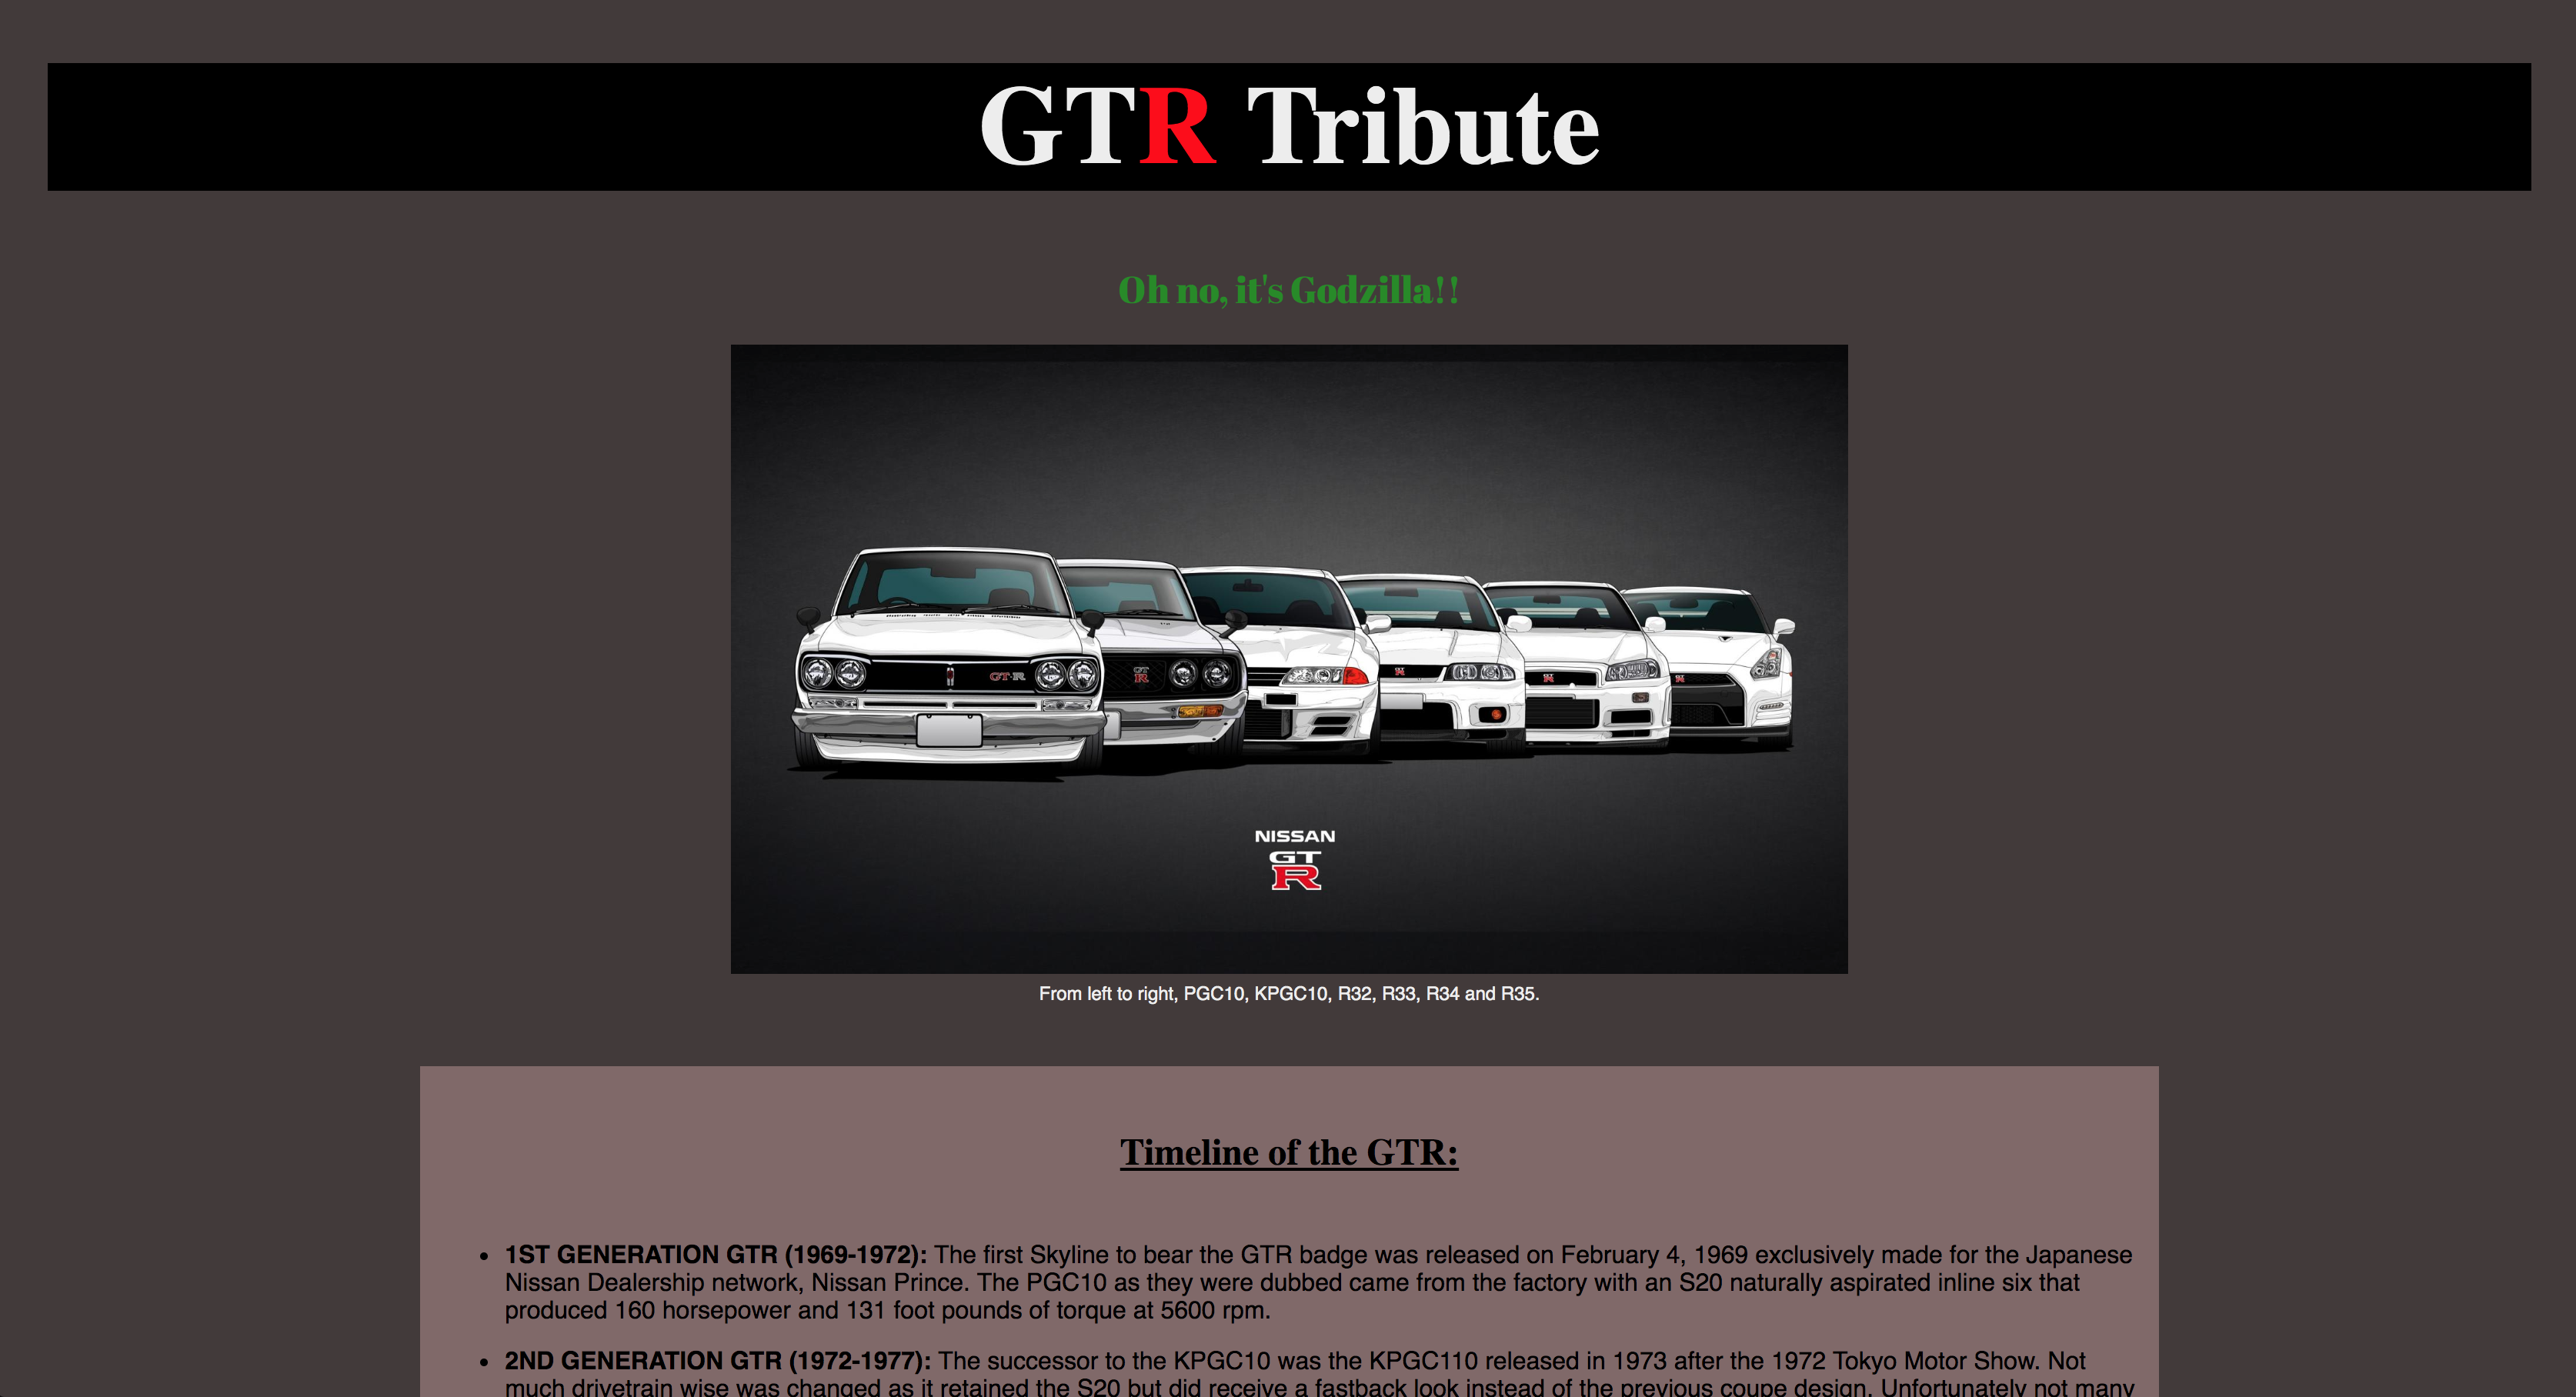 GTR Tribute
Oh no, it's Godzilla!!
GT-R
GT
R
NISSAN
GT
R
From left to right, PGC10, KPGC10, R32, R33, R34 and R35.
Timeline of the GTR:
• 1ST GENERATION GTR (1969-1972): The first Skyline to bear the GTR badge was released on February 4, 1969 exclusively made for the Japanese
Nissan Dealership network, Nissan Prince. The PGC10 as they were dubbed came from the factory with an S20 naturally aspirated inline six that
produced 160 horsepower and 131 foot pounds of torque at 5600 rpm.
• 2ND GENERATION GTR (1972-1977): The successor to the KPGC10 was the KPGC110 released in 1973 after the 1972 Tokyo Motor Show. Not
much drivetrain wise was changed as it retained the S20 but did receive a fastback look instead of the previous coupe design. Unfortunately not many